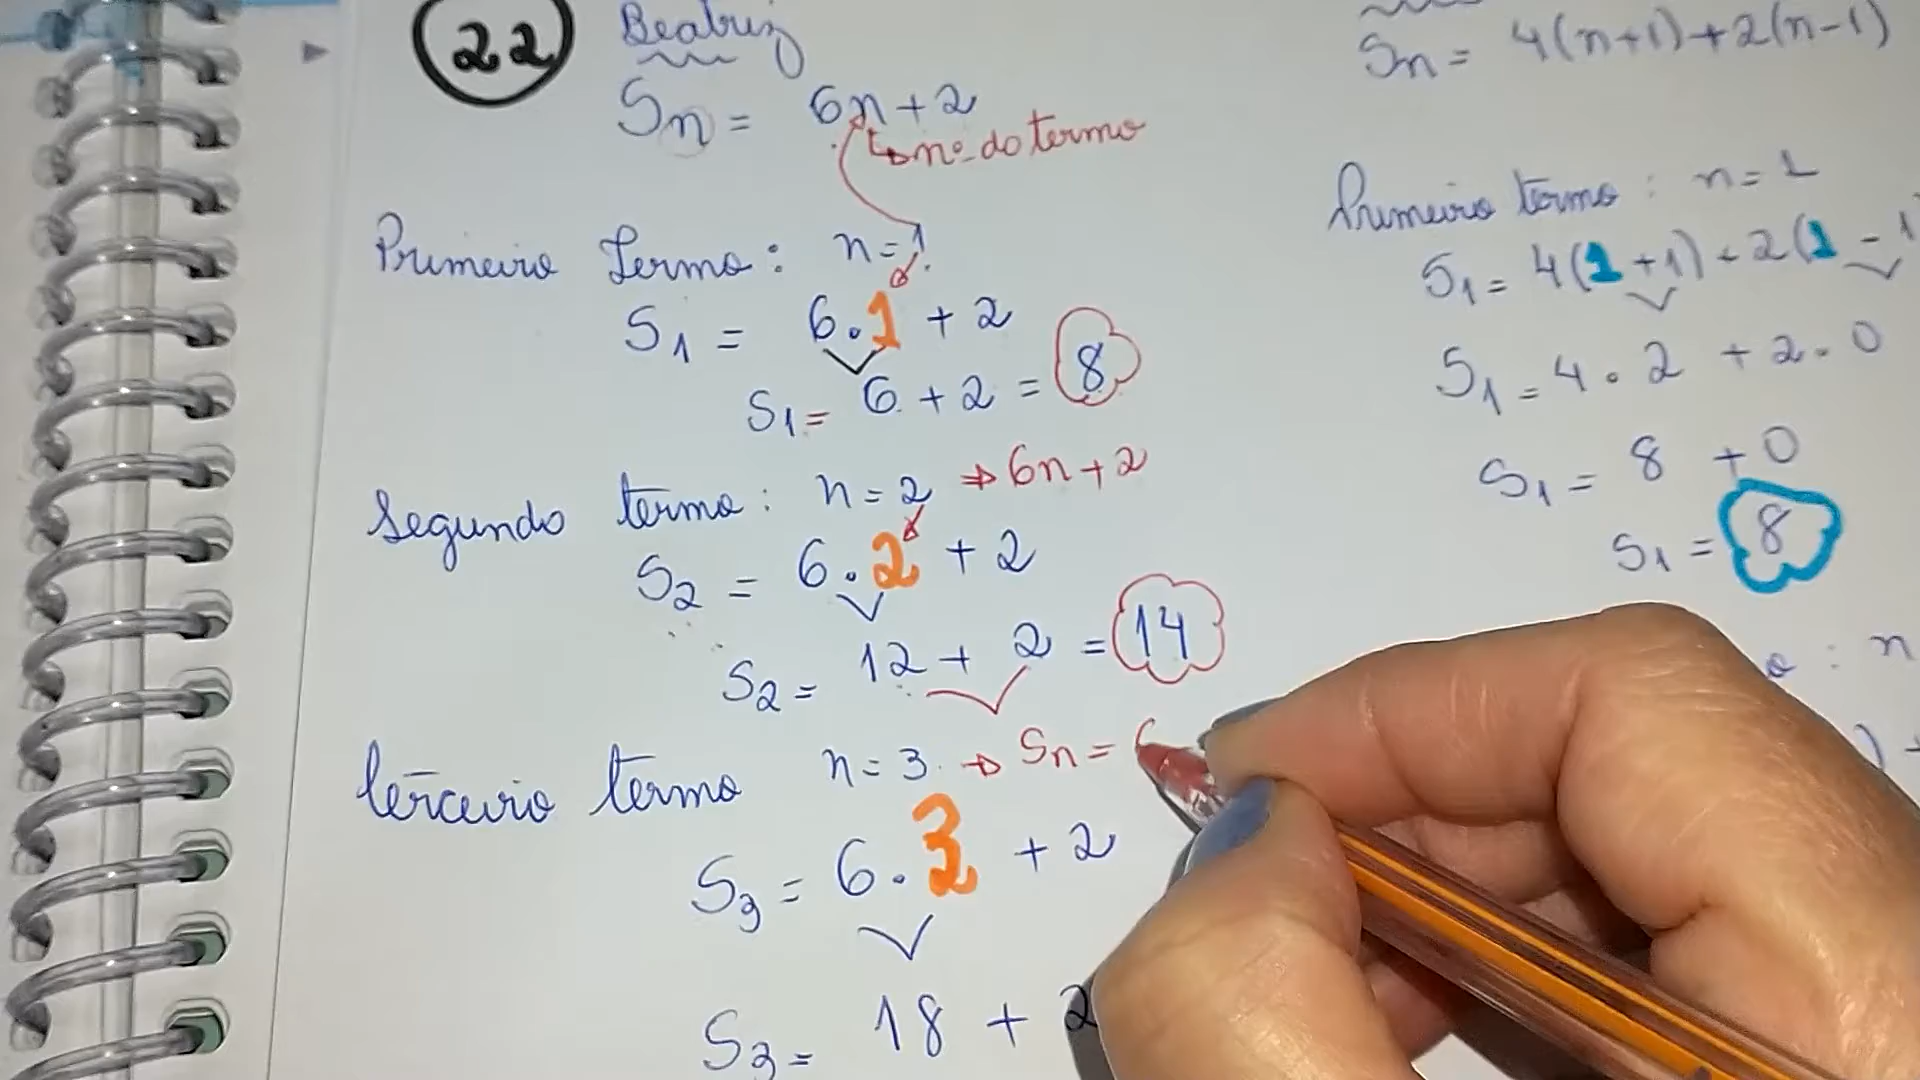 22 Beatriz
Sn = 6n + 2
nº do termo
Primeiro termo: n = 1
S1 = 6.1 + 2
S1 = 6 + 2 = 8
Segundo termo: n = 2 → 6n + 2
S2 = 6.2 + 2
S2 = 12 + 2 = 14
terceiro termo n = 3 → Sn = 6
S3 = 6.3 + 2
S3 = 18 + 2
Sn = 4(n+1) + 2(n-1)
Primeiro termo: n = 1
S1 = 4(1+1) + 2(1-1
S1 = 4.2 + 2.0
S1 = 8 + 0
S1 = 8
o : n
) +